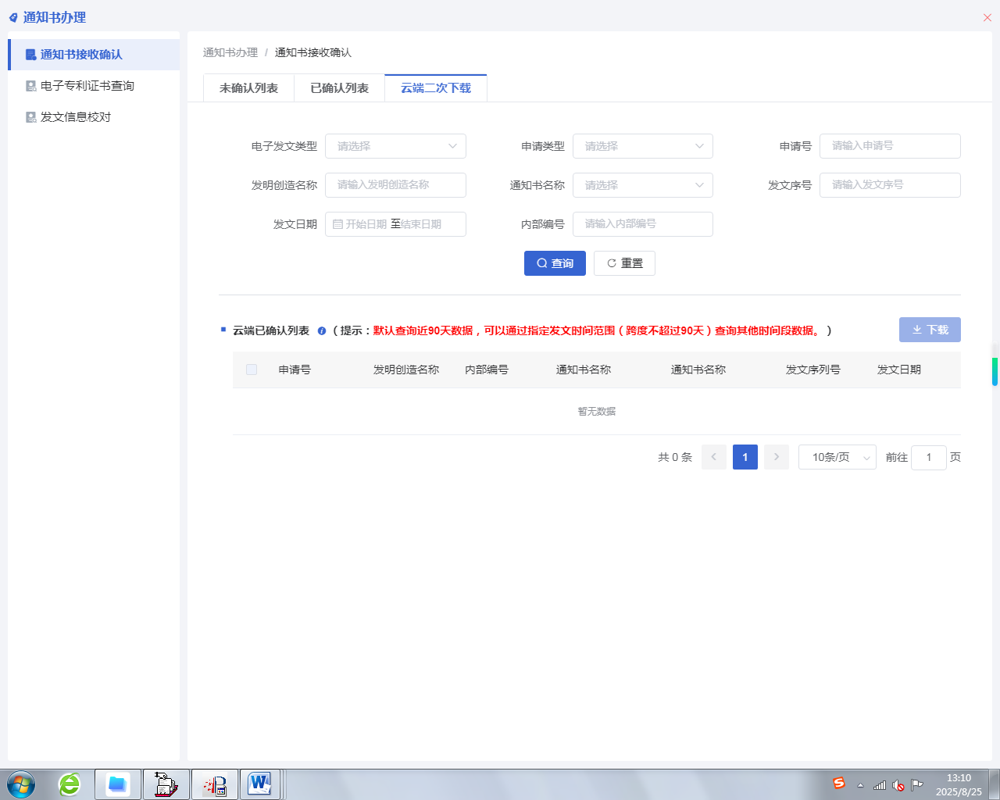 通知书办理
通知书接收确认
电子专利证书查询
发文信息校对
通知书办理 / 通知书接收确认
未确认列表 已确认列表 云端二次下载
电子发文类型 请选择 申请类型 请选择 申请号 请输入申请号
发明创造名称 请输入发明创造名称 通知书名称 请选择 发文序号 请输入发文序号
发文日期 开始日期 至 结束日期 内部编号 请输入内部编号
查询 重置
云端已确认列表 (提示：默认查询近90天数据，可以通过指定发文时间范围（跨度不超过90天）查询其他时间段数据。) 下载
申请号 发明创造名称 内部编号 通知书名称 通知书名称 发文序列号 发文日期
暂无数据
共 0 条 1 10条/页 前往 1 页
13:10
2025/8/25